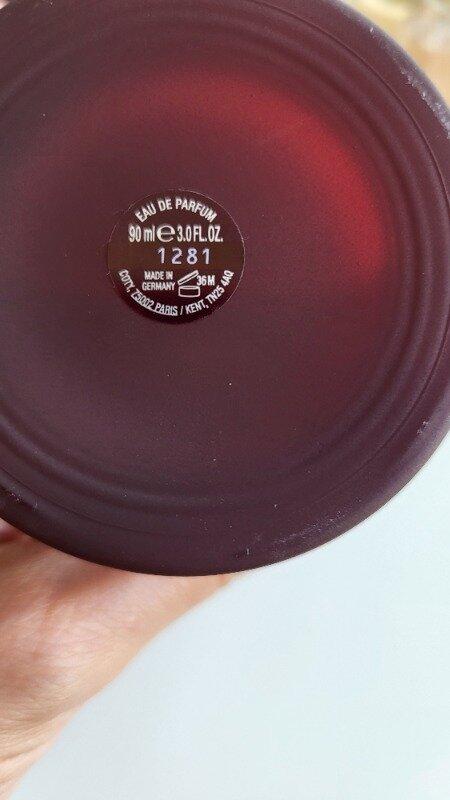 EAU DE PARFUM
90 ml e 3.0 FL.OZ.
1281
MADE IN
GERMANY
36 M
COTY, 75002 PARIS / KENT, TN25 4AQ